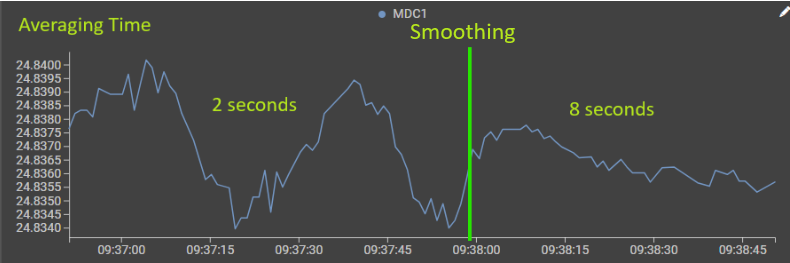 MDC1
Averaging Time
Smoothing
24.8400
24.8395
24.8390
24.8385
24.8380
24.8375
24.8370
24.8365
24.8360
24.8355
24.8350
24.8345
24.8340
2 seconds
8 seconds
09:37:00 09:37:15 09:37:30 09:37:45 09:38:00 09:38:15 09:38:30 09:38:45